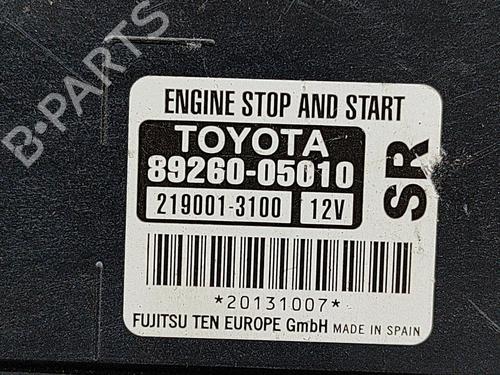 B-PARTS
ENGINE STOP AND START
TOYOTA
89260-05010
219001-3100 12V
SR
*20131007*
FUJITSU TEN EUROPE GmbH MADE IN SPAIN